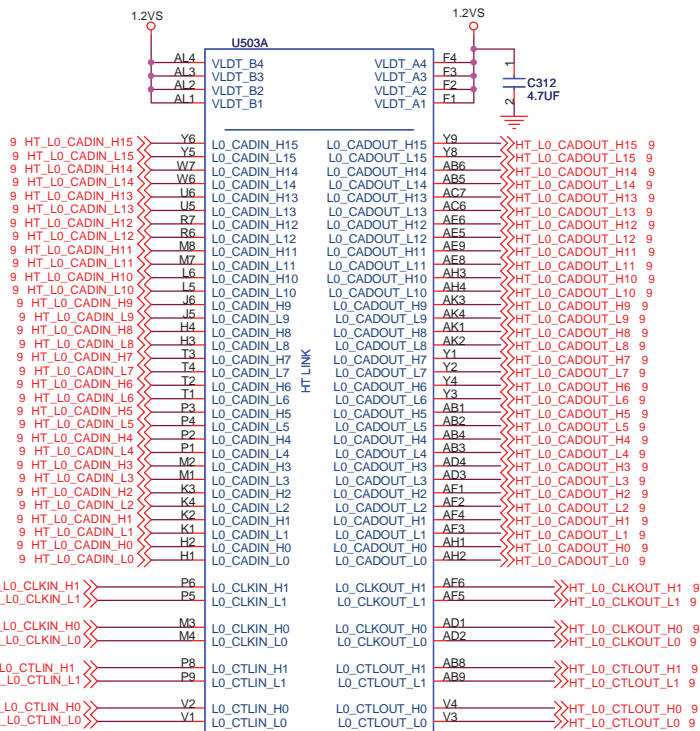 1.2VS 1.2VS
U503A
AL4 VLDT_B4 VLDT_A4 F4
AL3 VLDT_B3 VLDT_A3 F3
AL2 VLDT_B2 VLDT_A2 F2
AL1 VLDT_B1 VLDT_A1 F1
1 C312
2 4.7UF
9 HT_L0_CADIN_H15 Y6 L0_CADIN_H15 L0_CADOUT_H15 Y9 HT_L0_CADOUT_H15 9
9 HT_L0_CADIN_L15 Y5 L0_CADIN_L15 L0_CADOUT_L15 Y8 HT_L0_CADOUT_L15 9
9 HT_L0_CADIN_H14 W7 L0_CADIN_H14 L0_CADOUT_H14 AB6 HT_L0_CADOUT_H14 9
9 HT_L0_CADIN_L14 W6 L0_CADIN_L14 L0_CADOUT_L14 AB5 HT_L0_CADOUT_L14 9
9 HT_L0_CADIN_H13 U6 L0_CADIN_H13 L0_CADOUT_H13 AC7 HT_L0_CADOUT_H13 9
9 HT_L0_CADIN_L13 U5 L0_CADIN_L13 L0_CADOUT_L13 AC6 HT_L0_CADOUT_L13 9
9 HT_L0_CADIN_H12 R7 L0_CADIN_H12 L0_CADOUT_H12 AE6 HT_L0_CADOUT_H12 9
9 HT_L0_CADIN_L12 R6 L0_CADIN_L12 L0_CADOUT_L12 AE5 HT_L0_CADOUT_L12 9
9 HT_L0_CADIN_H11 M8 L0_CADIN_H11 L0_CADOUT_H11 AE9 HT_L0_CADOUT_H11 9
9 HT_L0_CADIN_L11 M7 L0_CADIN_L11 L0_CADOUT_L11 AE8 HT_L0_CADOUT_L11 9
9 HT_L0_CADIN_H10 L6 L0_CADIN_H10 L0_CADOUT_H10 AH3 HT_L0_CADOUT_H10 9
9 HT_L0_CADIN_L10 L5 L0_CADIN_L10 L0_CADOUT_L10 AH4 HT_L0_CADOUT_L10 9
9 HT_L0_CADIN_H9 J6 L0_CADIN_H9 L0_CADOUT_H9 AK3 HT_L0_CADOUT_H9 9
9 HT_L0_CADIN_L9 J5 L0_CADIN_L9 L0_CADOUT_L9 AK4 HT_L0_CADOUT_L9 9
9 HT_L0_CADIN_H8 H4 L0_CADIN_H8 L0_CADOUT_H8 AK1 HT_L0_CADOUT_H8 9
9 HT_L0_CADIN_L8 H3 L0_CADIN_L8 L0_CADOUT_L8 AK2 HT_L0_CADOUT_L8 9
9 HT_L0_CADIN_H7 T3 L0_CADIN_H7 L0_CADOUT_H7 Y1 HT_L0_CADOUT_H7 9
9 HT_L0_CADIN_L7 T4 L0_CADIN_L7 L0_CADOUT_L7 Y2 HT_L0_CADOUT_L7 9
HT LINK
9 HT_L0_CADIN_H6 T2 L0_CADIN_H6 L0_CADOUT_H6 Y4 HT_L0_CADOUT_H6 9
9 HT_L0_CADIN_L6 T1 L0_CADIN_L6 L0_CADOUT_L6 Y3 HT_L0_CADOUT_L6 9
9 HT_L0_CADIN_H5 P3 L0_CADIN_H5 L0_CADOUT_H5 AB1 HT_L0_CADOUT_H5 9
9 HT_L0_CADIN_L5 P4 L0_CADIN_L5 L0_CADOUT_L5 AB2 HT_L0_CADOUT_L5 9
9 HT_L0_CADIN_H4 P2 L0_CADIN_H4 L0_CADOUT_H4 AB4 HT_L0_CADOUT_H4 9
9 HT_L0_CADIN_L4 P1 L0_CADIN_L4 L0_CADOUT_L4 AB3 HT_L0_CADOUT_L4 9
9 HT_L0_CADIN_H3 M2 L0_CADIN_H3 L0_CADOUT_H3 AD4 HT_L0_CADOUT_H3 9
9 HT_L0_CADIN_L3 M1 L0_CADIN_L3 L0_CADOUT_L3 AD3 HT_L0_CADOUT_L3 9
9 HT_L0_CADIN_H2 K3 L0_CADIN_H2 L0_CADOUT_H2 AF1 HT_L0_CADOUT_H2 9
9 HT_L0_CADIN_L2 K4 L0_CADIN_L2 L0_CADOUT_L2 AF2 HT_L0_CADOUT_L2 9
9 HT_L0_CADIN_H1 K2 L0_CADIN_H1 L0_CADOUT_H1 AF4 HT_L0_CADOUT_H1 9
9 HT_L0_CADIN_L1 K1 L0_CADIN_L1 L0_CADOUT_L1 AF3 HT_L0_CADOUT_L1 9
9 HT_L0_CADIN_H0 H2 L0_CADIN_H0 L0_CADOUT_H0 AH1 HT_L0_CADOUT_H0 9
9 HT_L0_CADIN_L0 H1 L0_CADIN_L0 L0_CADOUT_L0 AH2 HT_L0_CADOUT_L0 9
_L0_CLKIN_H1 P6 L0_CLKIN_H1 L0_CLKOUT_H1 AF6 HT_L0_CLKOUT_H1 9
_L0_CLKIN_L1 P5 L0_CLKIN_L1 L0_CLKOUT_L1 AF5 HT_L0_CLKOUT_L1 9
_L0_CLKIN_H0 M3 L0_CLKIN_H0 L0_CLKOUT_H0 AD1 HT_L0_CLKOUT_H0 9
_L0_CLKIN_L0 M4 L0_CLKIN_L0 L0_CLKOUT_L0 AD2 HT_L0_CLKOUT_L0 9
L0_CTLIN_H1 P8 L0_CTLIN_H1 L0_CTLOUT_H1 AB8 HT_L0_CTLOUT_H1 9
_L0_CTLIN_L1 P9 L0_CTLIN_L1 L0_CTLOUT_L1 AB9 HT_L0_CTLOUT_L1 9
_L0_CTLIN_H0 V2 L0_CTLIN_H0 L0_CTLOUT_H0 V4 HT_L0_CTLOUT_H0 9
_L0_CTLIN_L0 V1 L0_CTLIN_L0 L0_CTLOUT_L0 V3 HT_L0_CTLOUT_L0 9